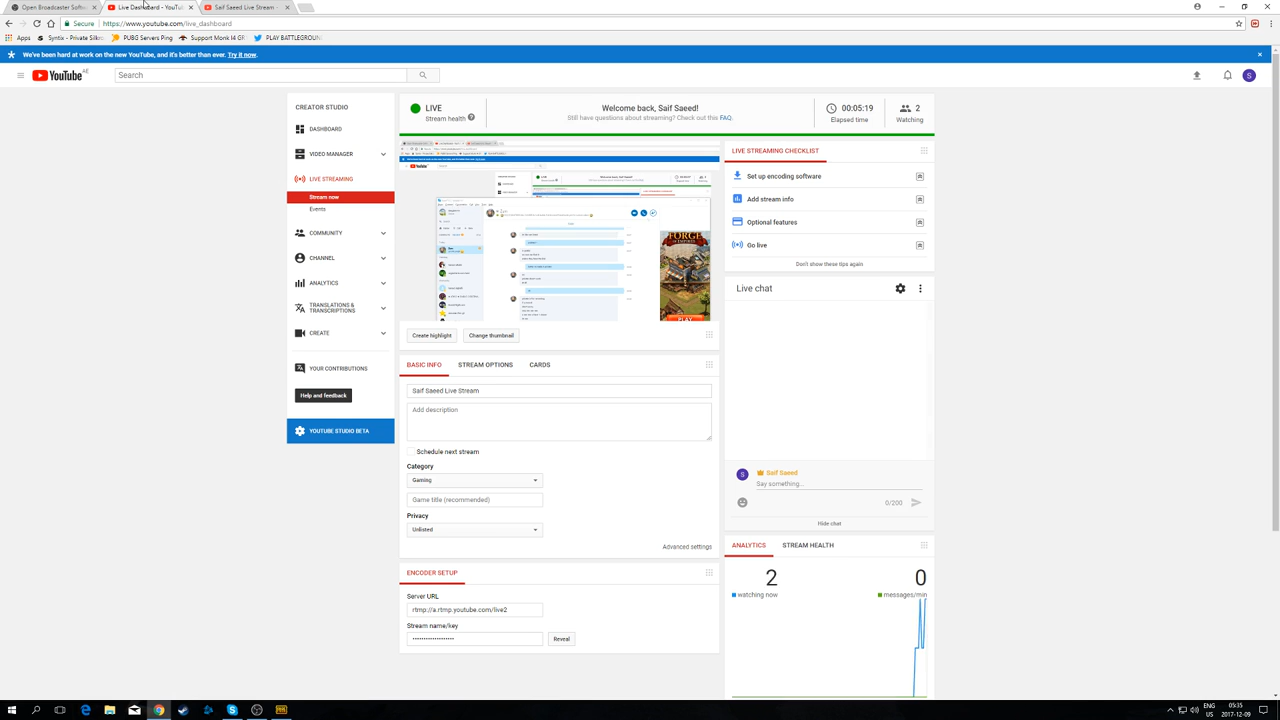 Open Broadcaster Softw
Live Dashboard - YouTu
Saif Saeed Live Stream -
Secure
https://www.youtube.com/live_dashboard
Apps
Syntix - Private Silkro
PUBG Servers Ping
Support Monk I4 GR
PLAY BATTLEGROUN
We've been hard at work on the new YouTube, and it's better than ever. Try it now.
YouTube AE
Search
S
CREATOR STUDIO
DASHBOARD
VIDEO MANAGER
LIVE STREAMING
Stream now
Events
COMMUNITY
CHANNEL
ANALYTICS
TRANSLATIONS &
TRANSCRIPTIONS
CREATE
YOUR CONTRIBUTIONS
Help and feedback
YOUTUBE STUDIO BETA
LIVE
Stream health
Welcome back, Saif Saeed!
Still have questions about streaming? Check out this FAQ.
00:05:19
Elapsed time
2
Watching
FORGE
OF EMPIRES
PLAY
Create highlight
Change thumbnail
BASIC INFO
STREAM OPTIONS
CARDS
Saif Saeed Live Stream
Add description
Schedule next stream
Category
Gaming
Game title (recommended)
Privacy
Unlisted
Advanced settings
ENCODER SETUP
Server URL
rtmp://a.rtmp.youtube.com/live2
Stream name/key
••••••••••••••••••• 
Reveal
LIVE STREAMING CHECKLIST
Set up encoding software
Add stream info
Optional features
Go live
Don't show these tips again
Live chat
S
Saif Saeed
Say something...
0/200
Hide chat
ANALYTICS
STREAM HEALTH
2
watching now
0
messages/min
ENG
US
05:35
2017-12-09